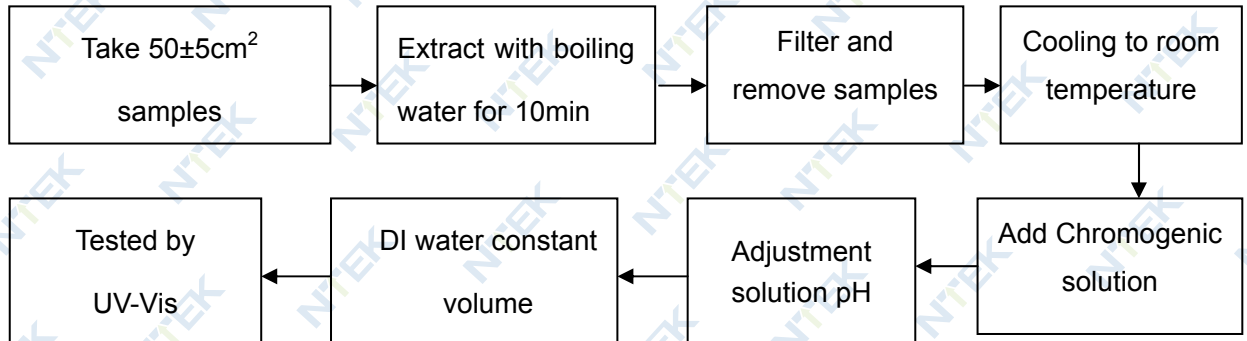 Take 50±5cm²
samples
Extract with boiling
water for 10min
Filter and
remove samples
Cooling to room
temperature
Add Chromogenic
solution
Adjustment
solution pH
DI water constant
volume
Tested by
UV-Vis
NTEK